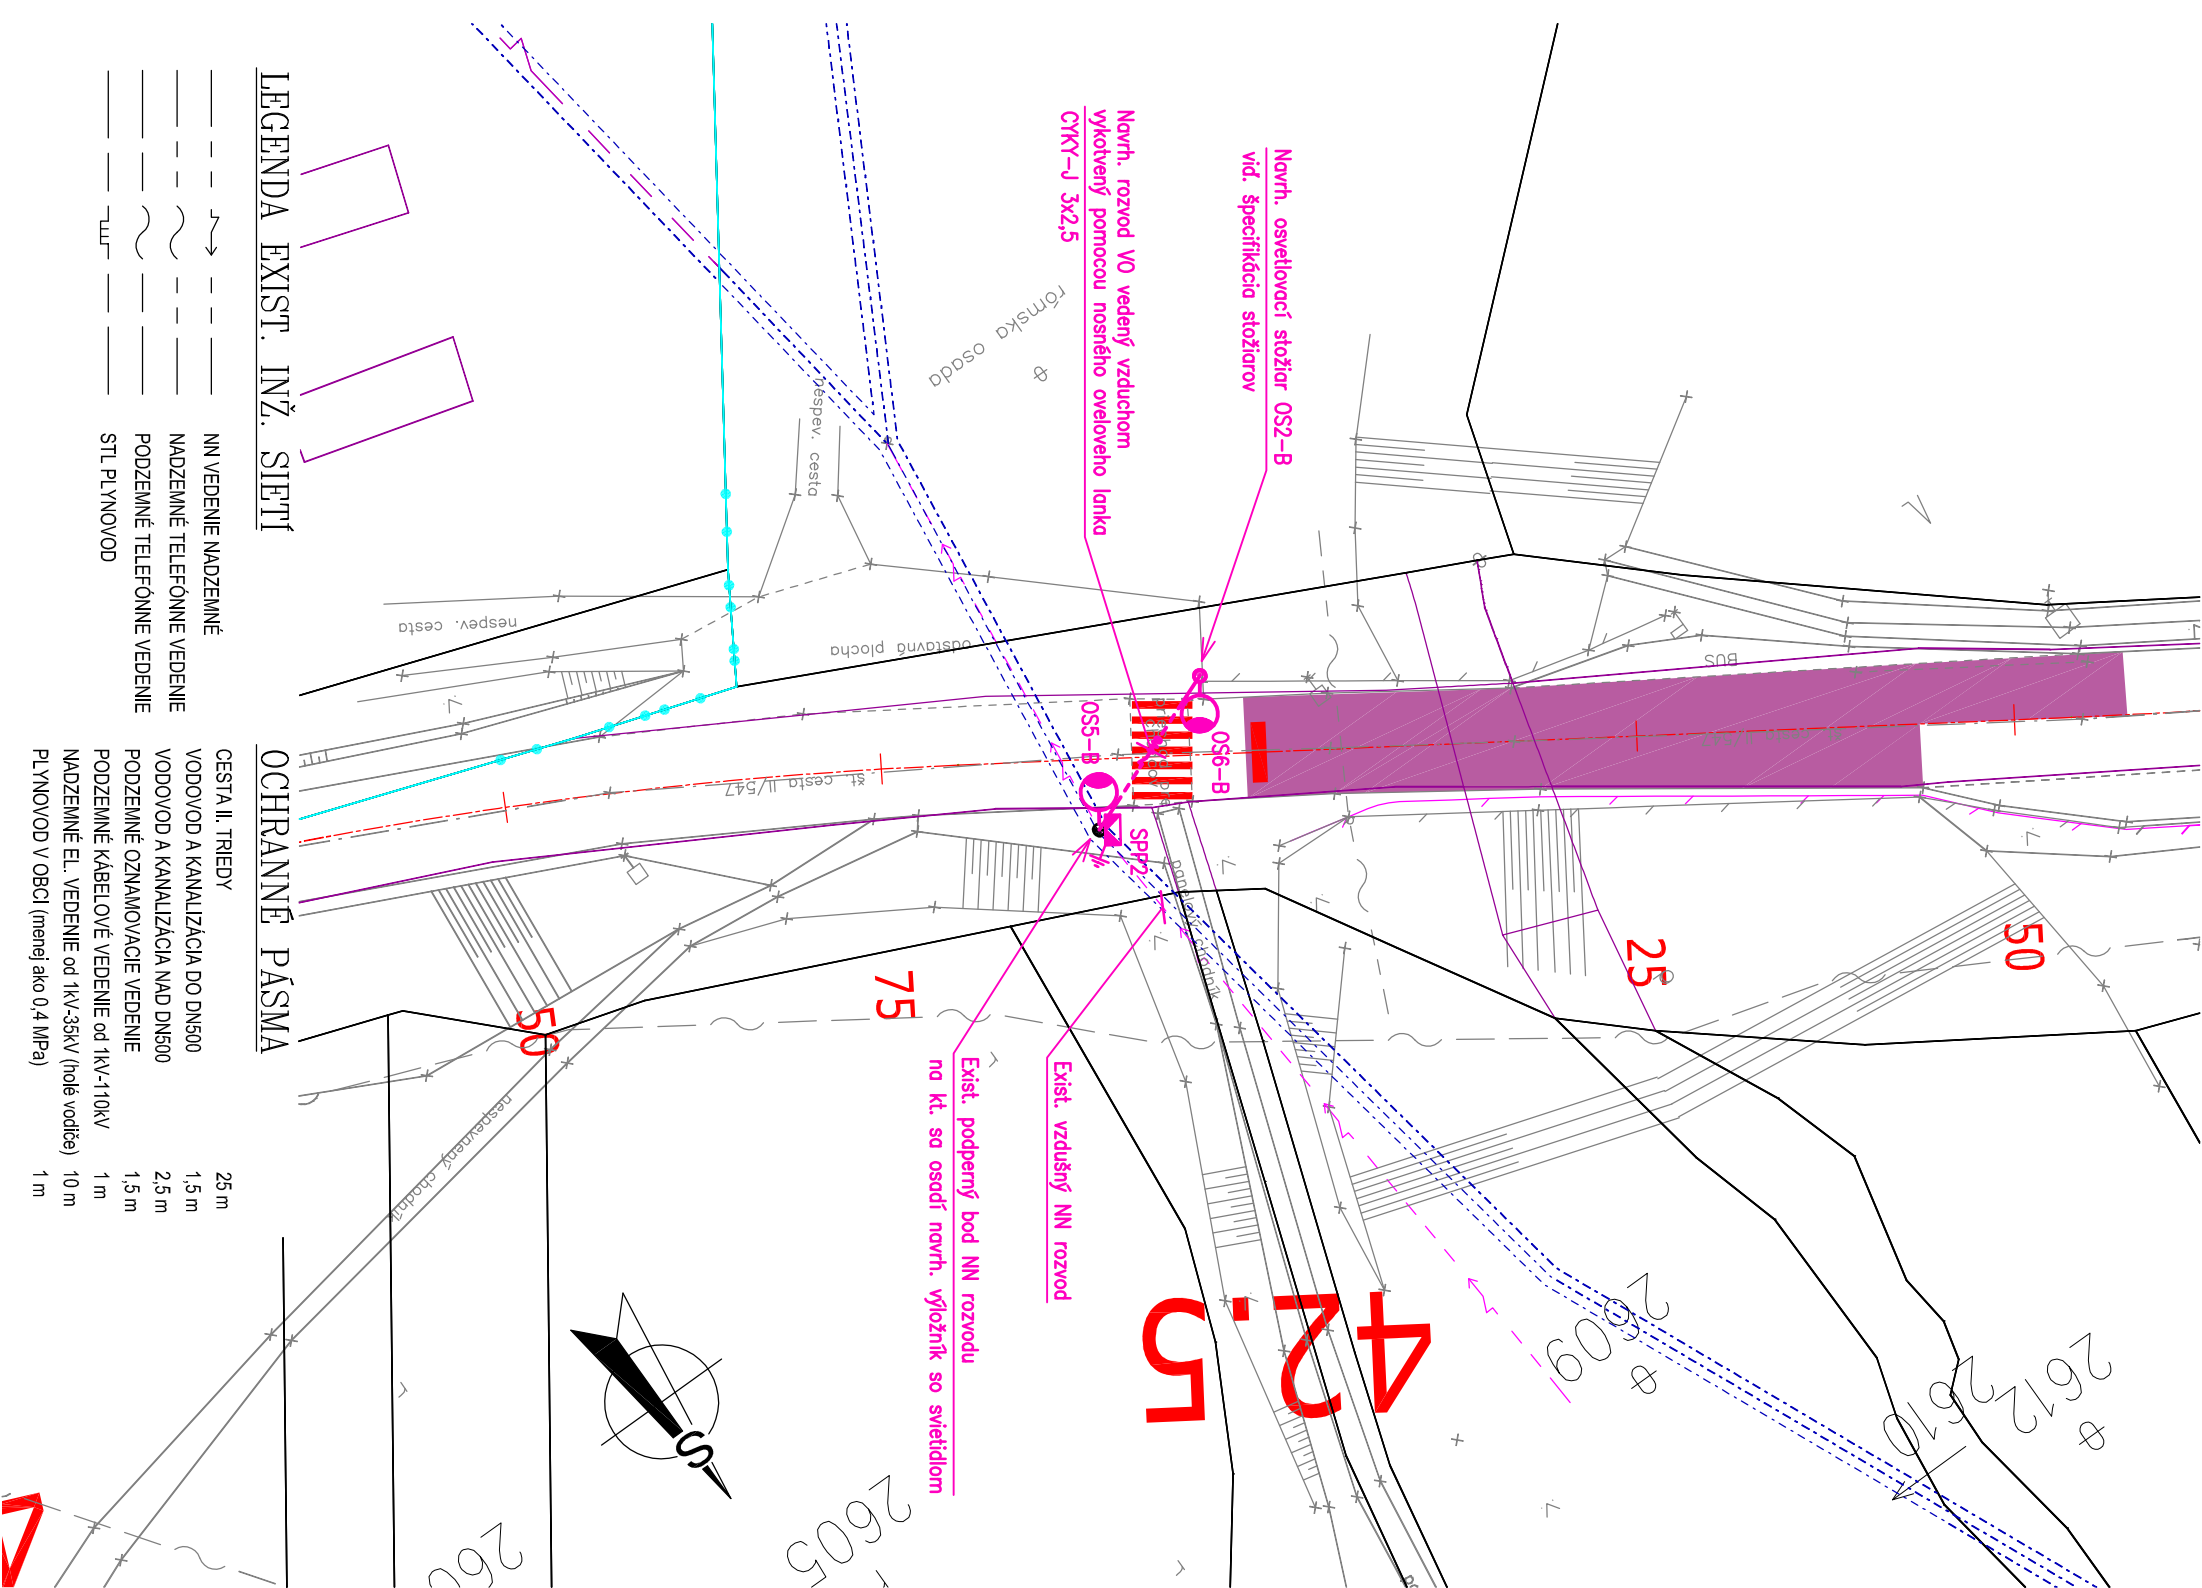 LEGENDA EXIST. INŽ. SIETÍ
NN VEDENIE NADZEMNÉ
NADZEMNÉ TELEFÓNNE VEDENIE
PODZEMNÉ TELEFÓNNE VEDENIE
STL PLYNOVOD
OCHRANNÉ PÁSMA
CESTA II. TRIEDY 25 m
VODOVOD A KANALIZÁCIA DO DN500 1,5 m
VODOVOD A KANALIZÁCIA NAD DN500 2,5 m
PODZEMNÉ OZNAMOVACIE VEDENIE 1,5 m
PODZEMNÉ KÁBELOVÉ VEDENIE od 1kV-110kV 1 m
NADZEMNÉ EL. VEDENIE od 1kV-35kV (holé vodiče) 10 m
PLYNOVOD V OBCI (menej ako 0,4 MPa) 1 m
Navrh. osvetlovací stožiar OS2-B
viď. špecifikácia stožiarov
Navrh. rozvod VO vedený vzduchom
vykotvený pomocou nosného oveloveho lanka
CYKY-J 3x2,5
OS6-B
OS5-B
SPP2
Exist. vzdušný NN rozvod
Exist. podperný bod NN rozvodu
na kt. sa osadí navrh. výložník so svietidlom
rómska osada
nespev. cesta
nespev. cesta
odstavná plocha
št. cesta II/547
BUS
panelový chodník
nespevnený chodník
50
75
25
50
42.5
2609
2610
2612
2605
260
S